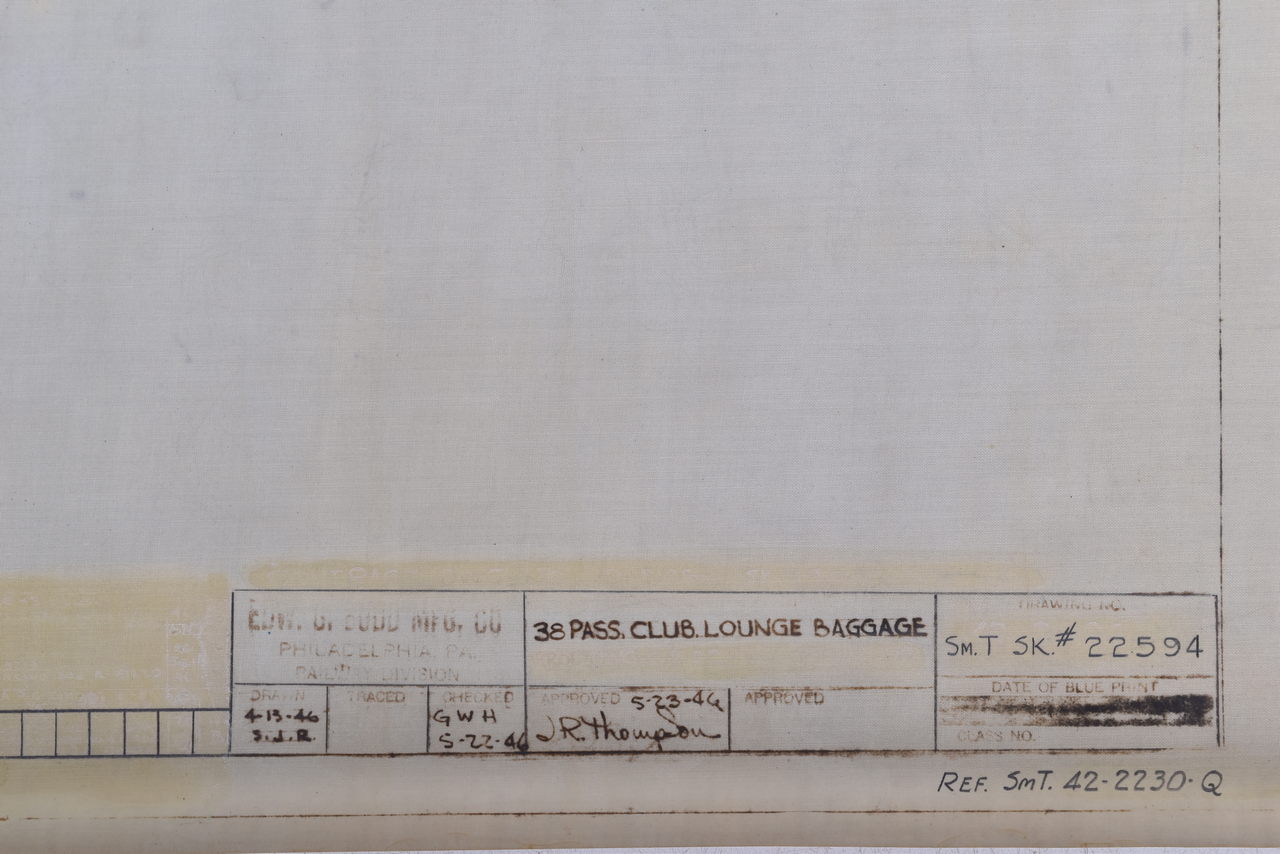 EDW. G. BUDD MFG. CO
PHILADELPHIA, PA.
RAILWAY DIVISION
38 PASS. CLUB. LOUNGE BAGGAGE
DRAWING NO.
SM.T SK.# 22594
DATE OF BLUE PRINT
CLASS NO.
DRAWN
4-13-46
S.J.R.
TRACED
CHECKED
GWH
5-22-46
APPROVED 5-23-46
J.R. Thompson
APPROVED
REF. SMT. 42-2230-Q